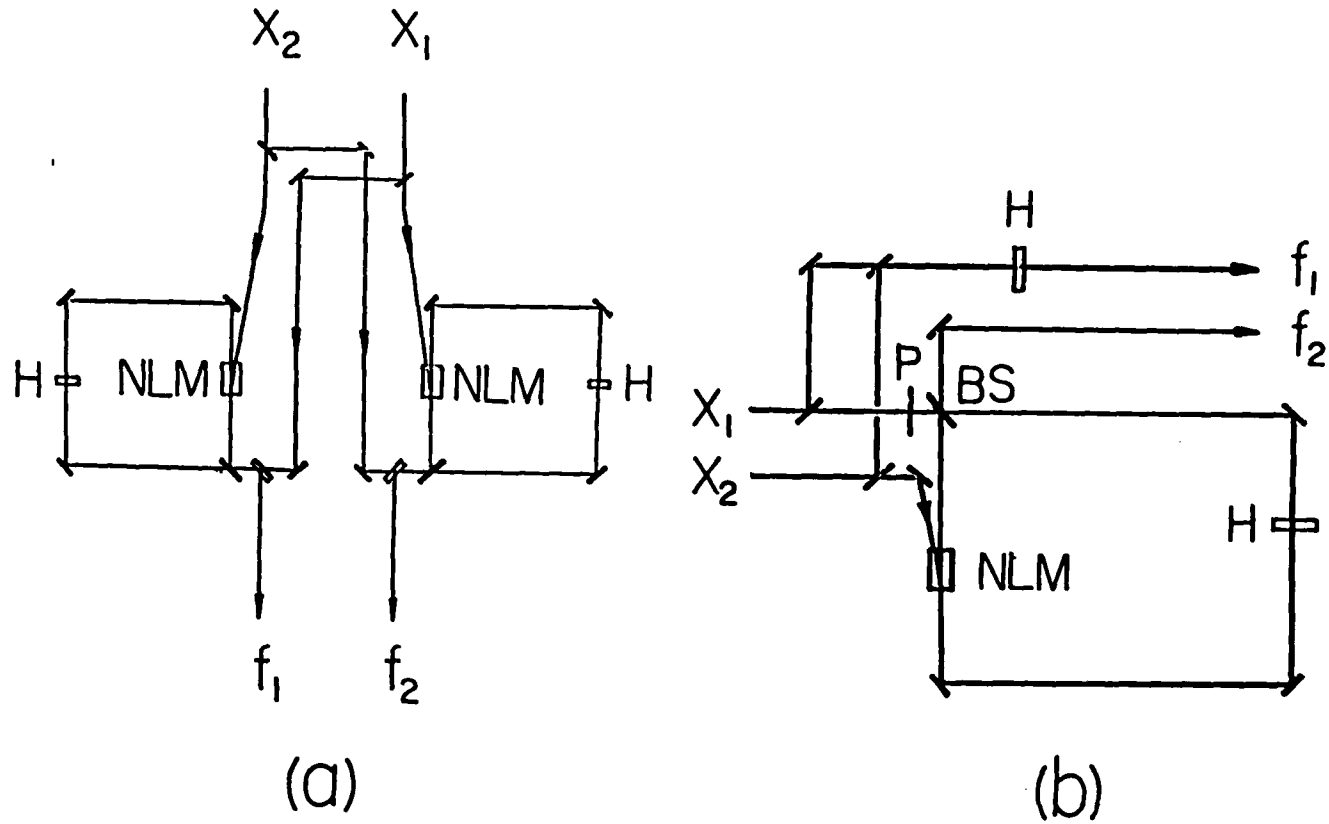 X₂ X₁
H NLM NLM H
f₁ f₂
(a)
H
f₁
f₂
P
BS
X₁
X₂
H
NLM
(b)